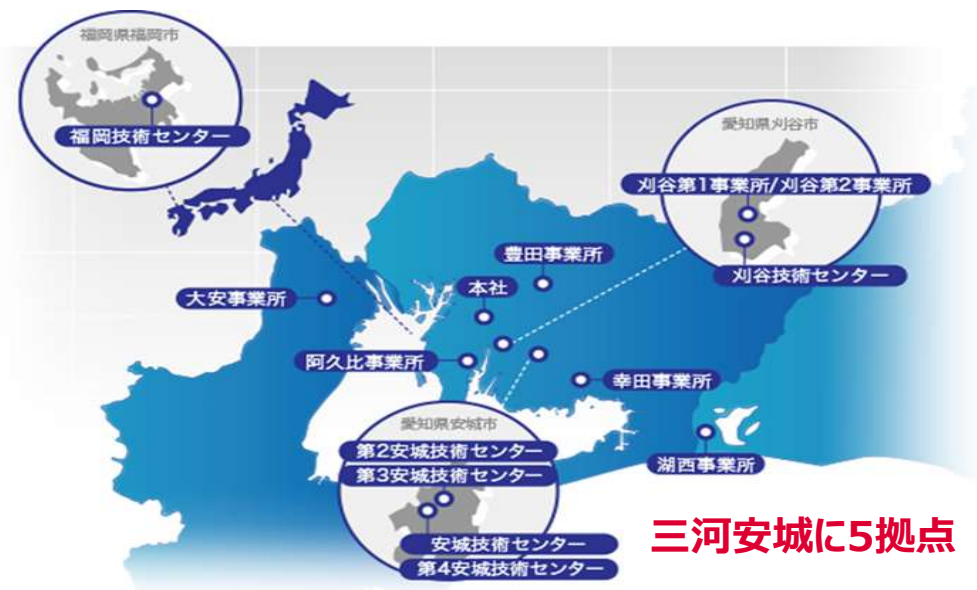 福岡県福岡市
福岡技術センター
愛知県刈谷市
刈谷第1事業所/刈谷第2事業所
刈谷技術センター
豊田事業所
本社
大安事業所
阿久比事業所
幸田事業所
愛知県安城市
第2安城技術センター
第3安城技術センター
安城技術センター
第4安城技術センター
湖西事業所
三河安城に5拠点